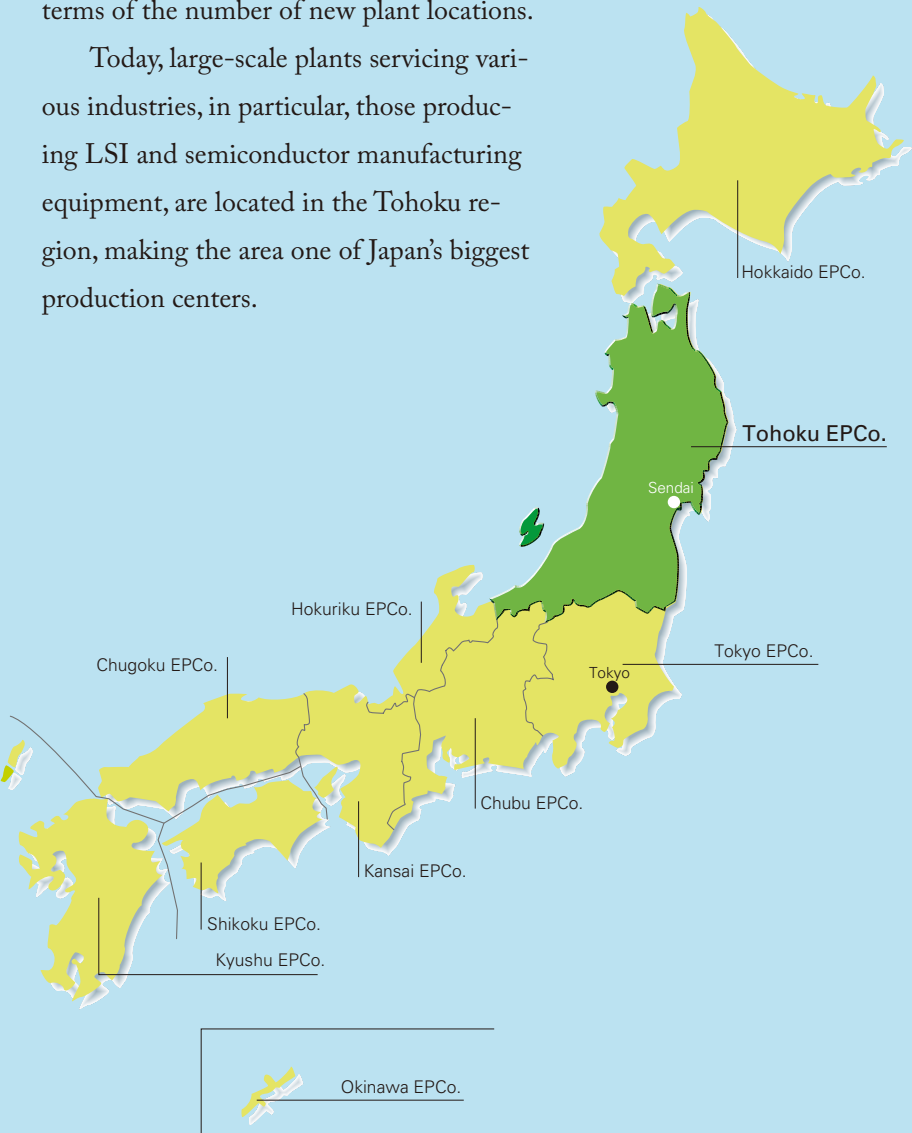 terms of the number of new plant locations.
Today, large-scale plants servicing vari-
ous industries, in particular, those produc-
ing LSI and semiconductor manufacturing
equipment, are located in the Tohoku re-
gion, making the area one of Japan’s biggest
production centers.
Hokkaido EPCo.
Tohoku EPCo.
Sendai
Hokuriku EPCo.
Tokyo EPCo.
Chugoku EPCo.
Tokyo
Chubu EPCo.
Kansai EPCo.
Shikoku EPCo.
Kyushu EPCo.
Okinawa EPCo.